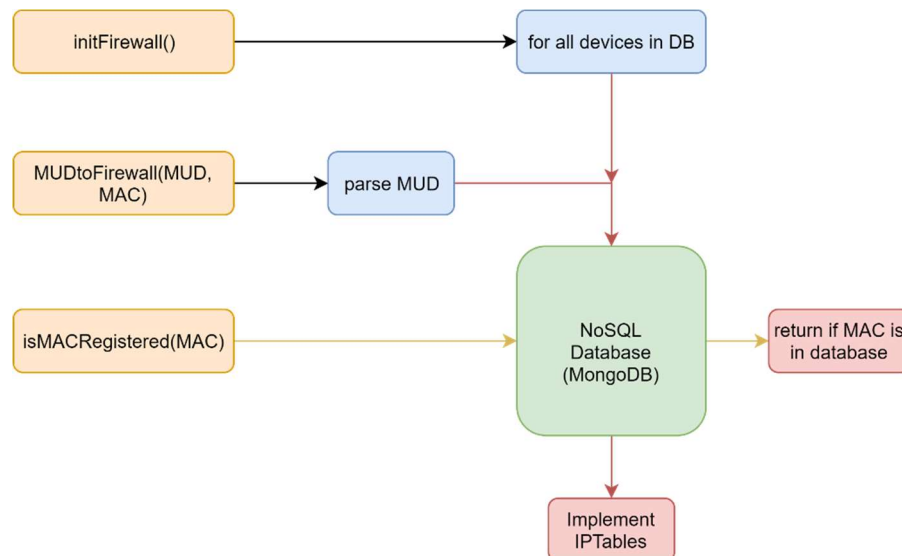 initFirewall()
for all devices in DB
MUDtoFirewall(MUD,
MAC)
parse MUD
isMACRegistered(MAC)
NoSQL
Database
(MongoDB)
return if MAC is
in database
Implement
IPTables